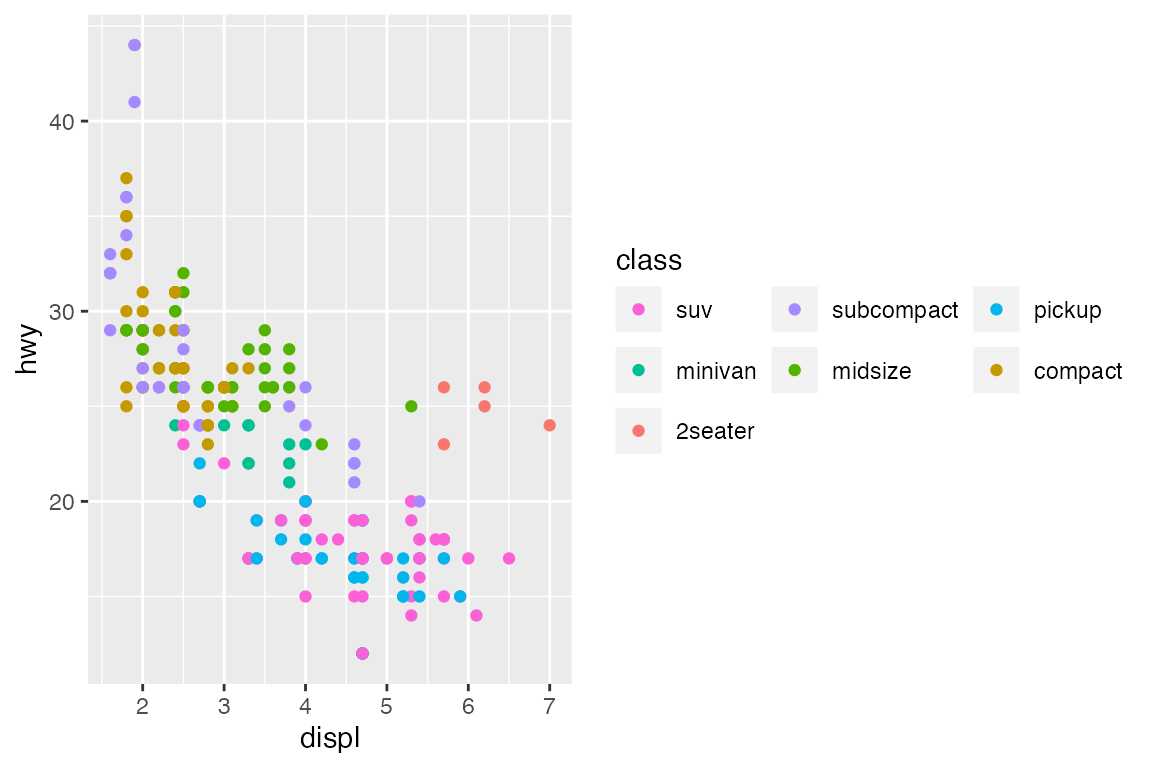 40
30
20
hwy
2 3 4 5 6 7
displ
class
suv subcompact pickup
minivan midsize compact
2seater